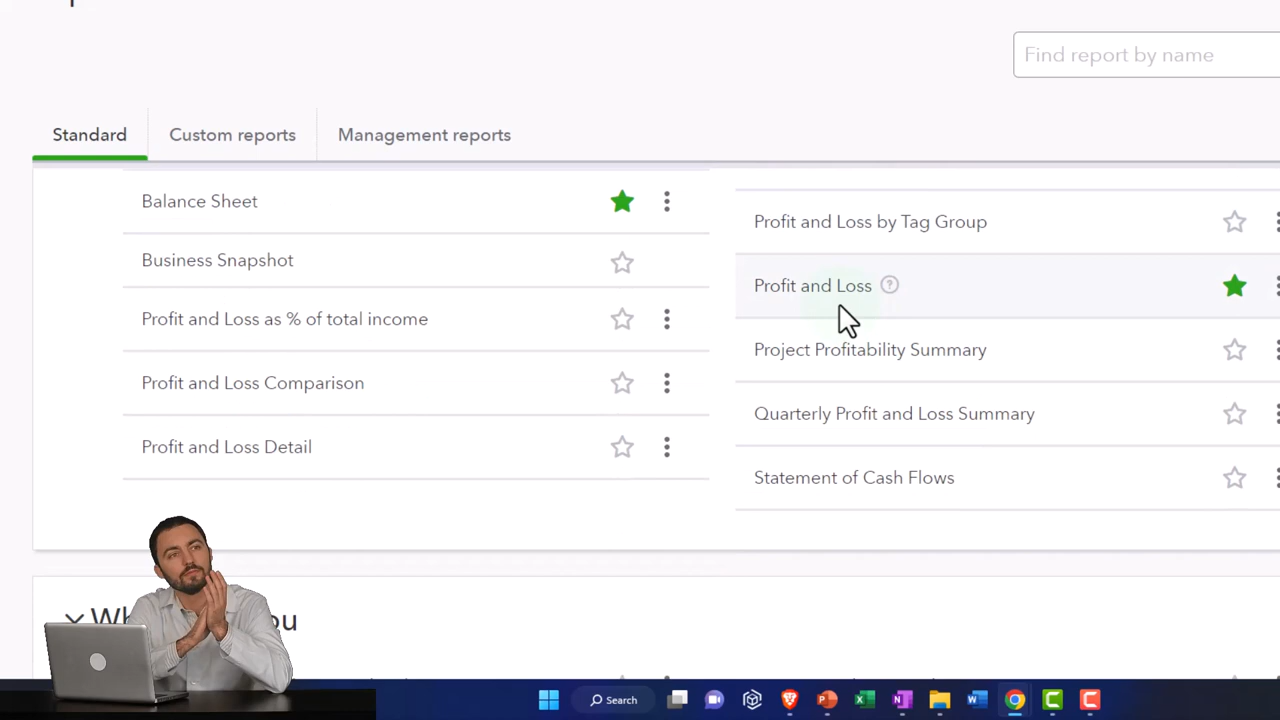 Find report by name
Standard
Custom reports
Management reports
Balance Sheet
Business Snapshot
Profit and Loss as % of total income
Profit and Loss Comparison
Profit and Loss Detail
Profit and Loss by Tag Group
Profit and Loss
Project Profitability Summary
Quarterly Profit and Loss Summary
Statement of Cash Flows
Search